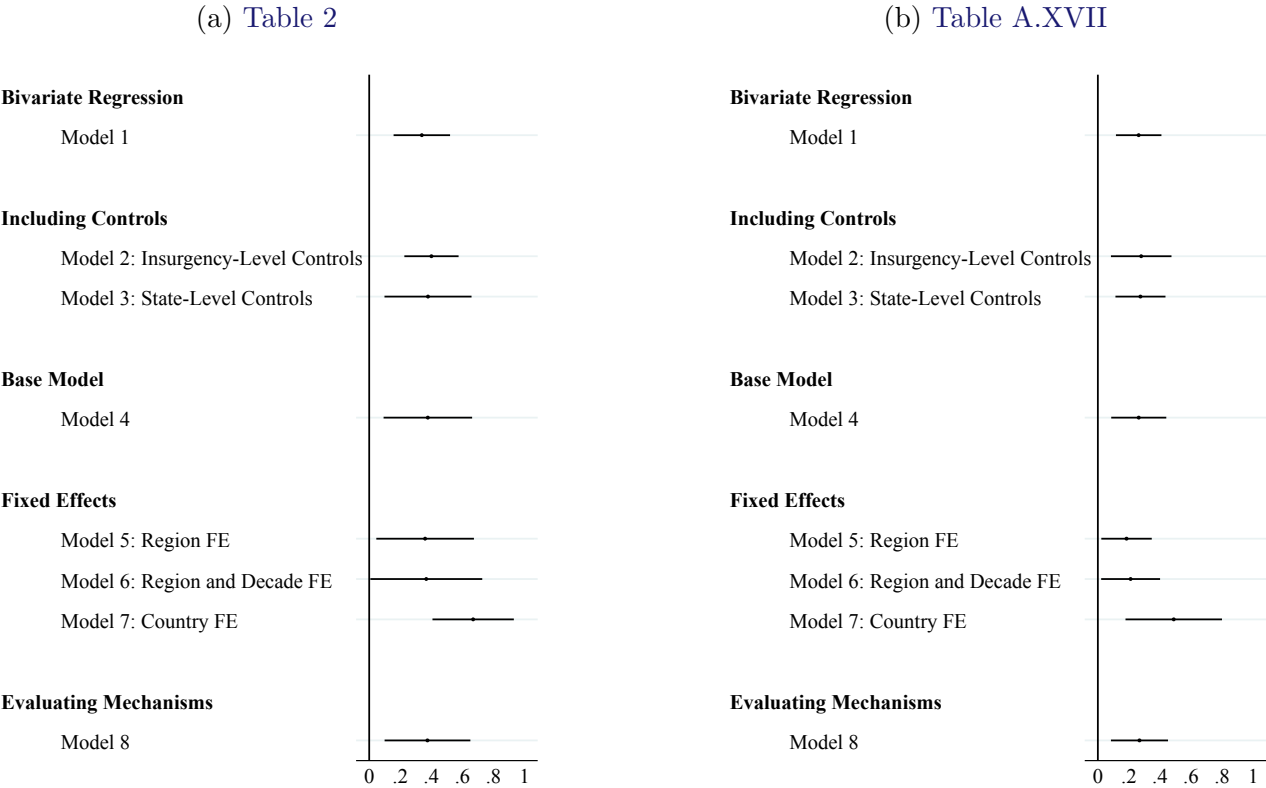 (a) Table 2
Bivariate Regression
Model 1
Including Controls
Model 2: Insurgency-Level Controls
Model 3: State-Level Controls
Base Model
Model 4
Fixed Effects
Model 5: Region FE
Model 6: Region and Decade FE
Model 7: Country FE
Evaluating Mechanisms
Model 8
0 .2 .4 .6 .8 1
(b) Table A.XVII
Bivariate Regression
Model 1
Including Controls
Model 2: Insurgency-Level Controls
Model 3: State-Level Controls
Base Model
Model 4
Fixed Effects
Model 5: Region FE
Model 6: Region and Decade FE
Model 7: Country FE
Evaluating Mechanisms
Model 8
0 .2 .4 .6 .8 1